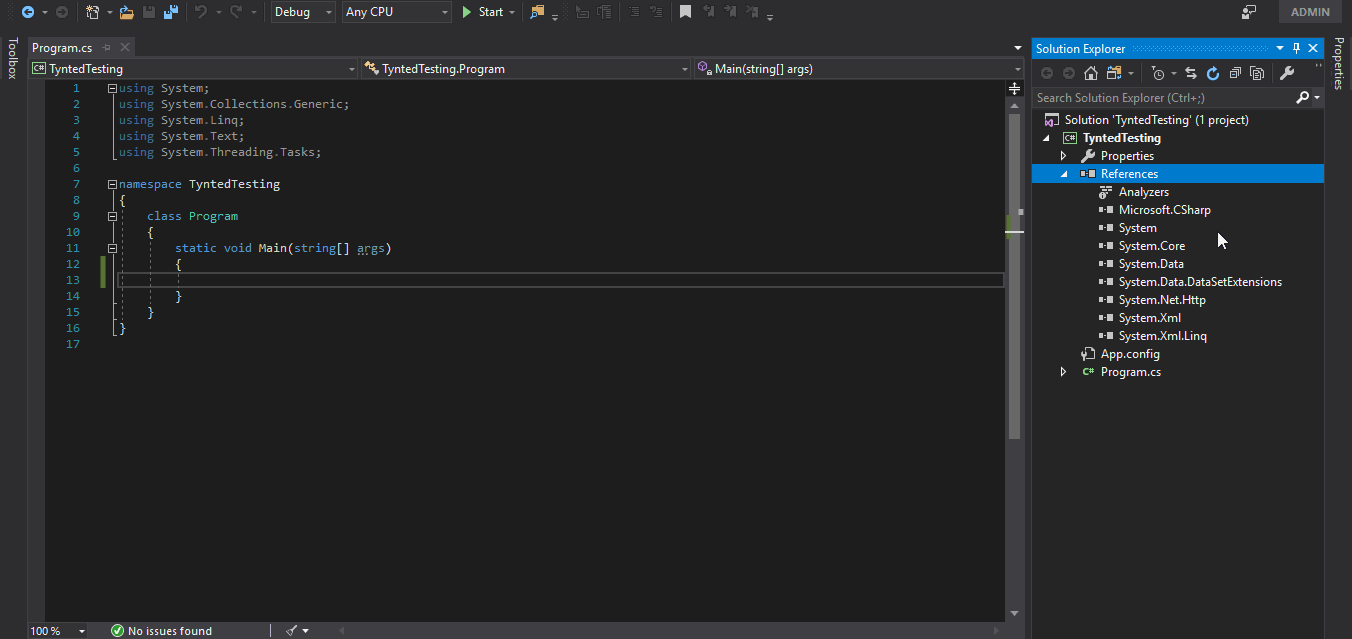 Debug
Any CPU
Start
ADMIN
Toolbox
Program.cs
TyntedTesting
TyntedTesting.Program
Main(string[] args)
1 using System;
2 using System.Collections.Generic;
3 using System.Linq;
4 using System.Text;
5 using System.Threading.Tasks;
6
7 namespace TyntedTesting
8 {
9 class Program
10 {
11 static void Main(string[] args)
12 {
13
14 }
15 }
16 }
17
100 %
No issues found
Solution Explorer
Search Solution Explorer (Ctrl+;)
Solution 'TyntedTesting' (1 project)
C# TyntedTesting
Properties
References
Analyzers
Microsoft.CSharp
System
System.Core
System.Data
System.Data.DataSetExtensions
System.Net.Http
System.Xml
System.Xml.Linq
App.config
C# Program.cs
Properties